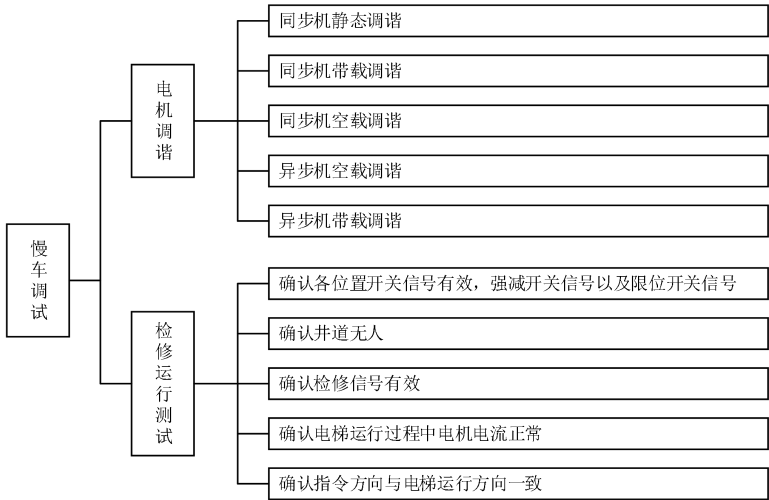 慢车调试
电机调谐
同步机静态调谐
同步机带载调谐
同步机空载调谐
异步机空载调谐
异步机带载调谐
检修运行测试
确认各位置开关信号有效，强减开关信号以及限位开关信号
确认井道无人
确认检修信号有效
确认电梯运行过程中电机电流正常
确认指令方向与电梯运行方向一致